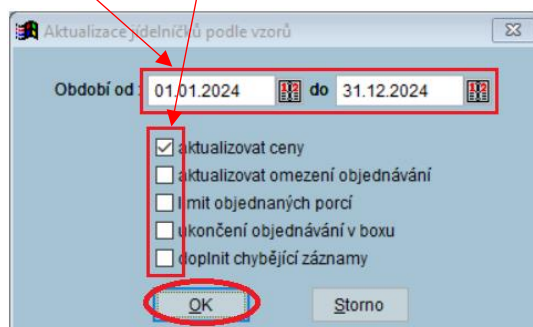 Aktualizace jídelníčků podle vzorů
Období od : 01.01.2024 do 31.12.2024
aktualizovat ceny
aktualizovat omezení objednávání
limit objednaných porcí
ukončení objednávání v boxu
doplnit chybějící záznamy
OK Storno